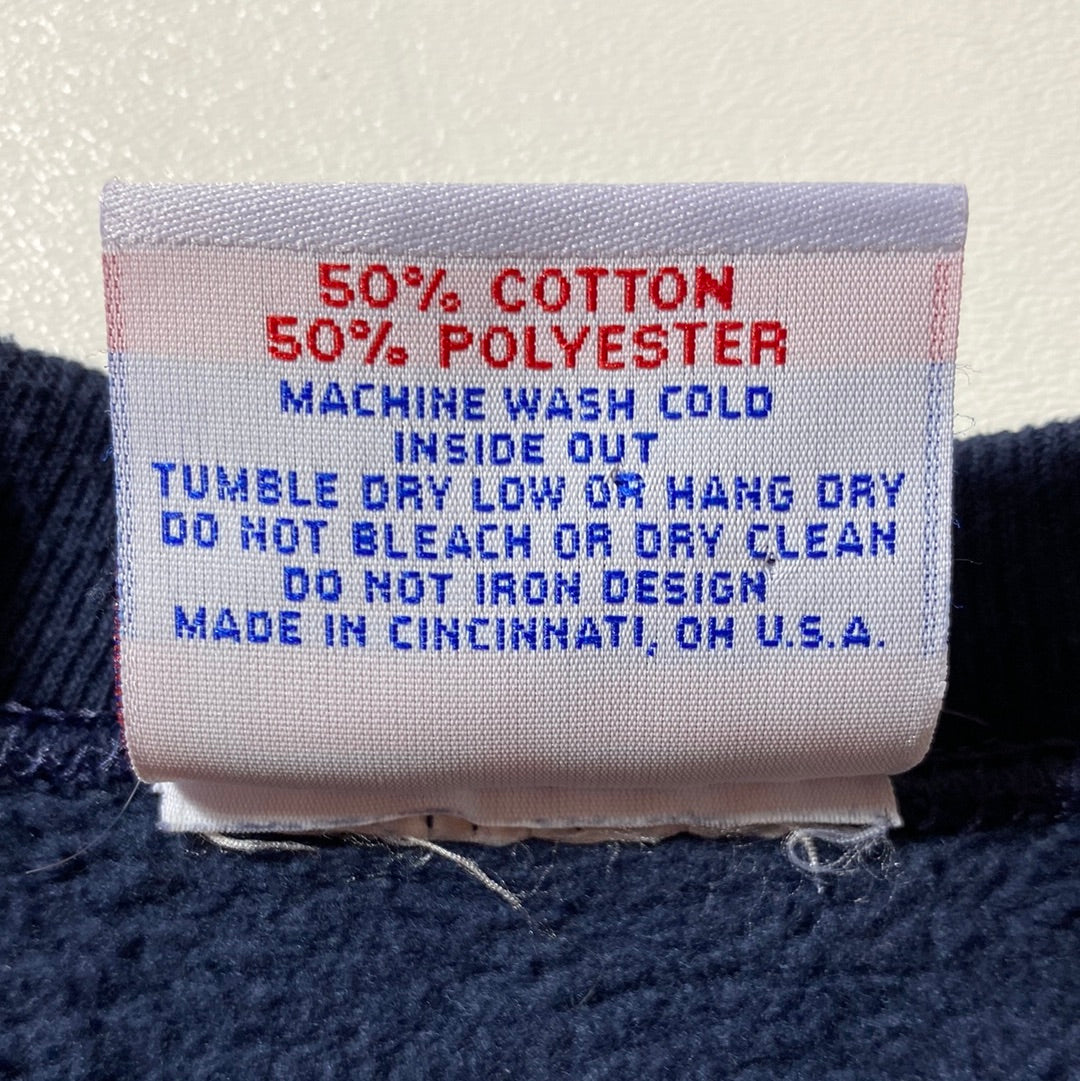 50% COTTON
50% POLYESTER
MACHINE WASH COLD
INSIDE OUT
TUMBLE DRY LOW OR HANG DRY
DO NOT BLEACH OR DRY CLEAN
DO NOT IRON DESIGN
MADE IN CINCINNATI, OH U.S.A.